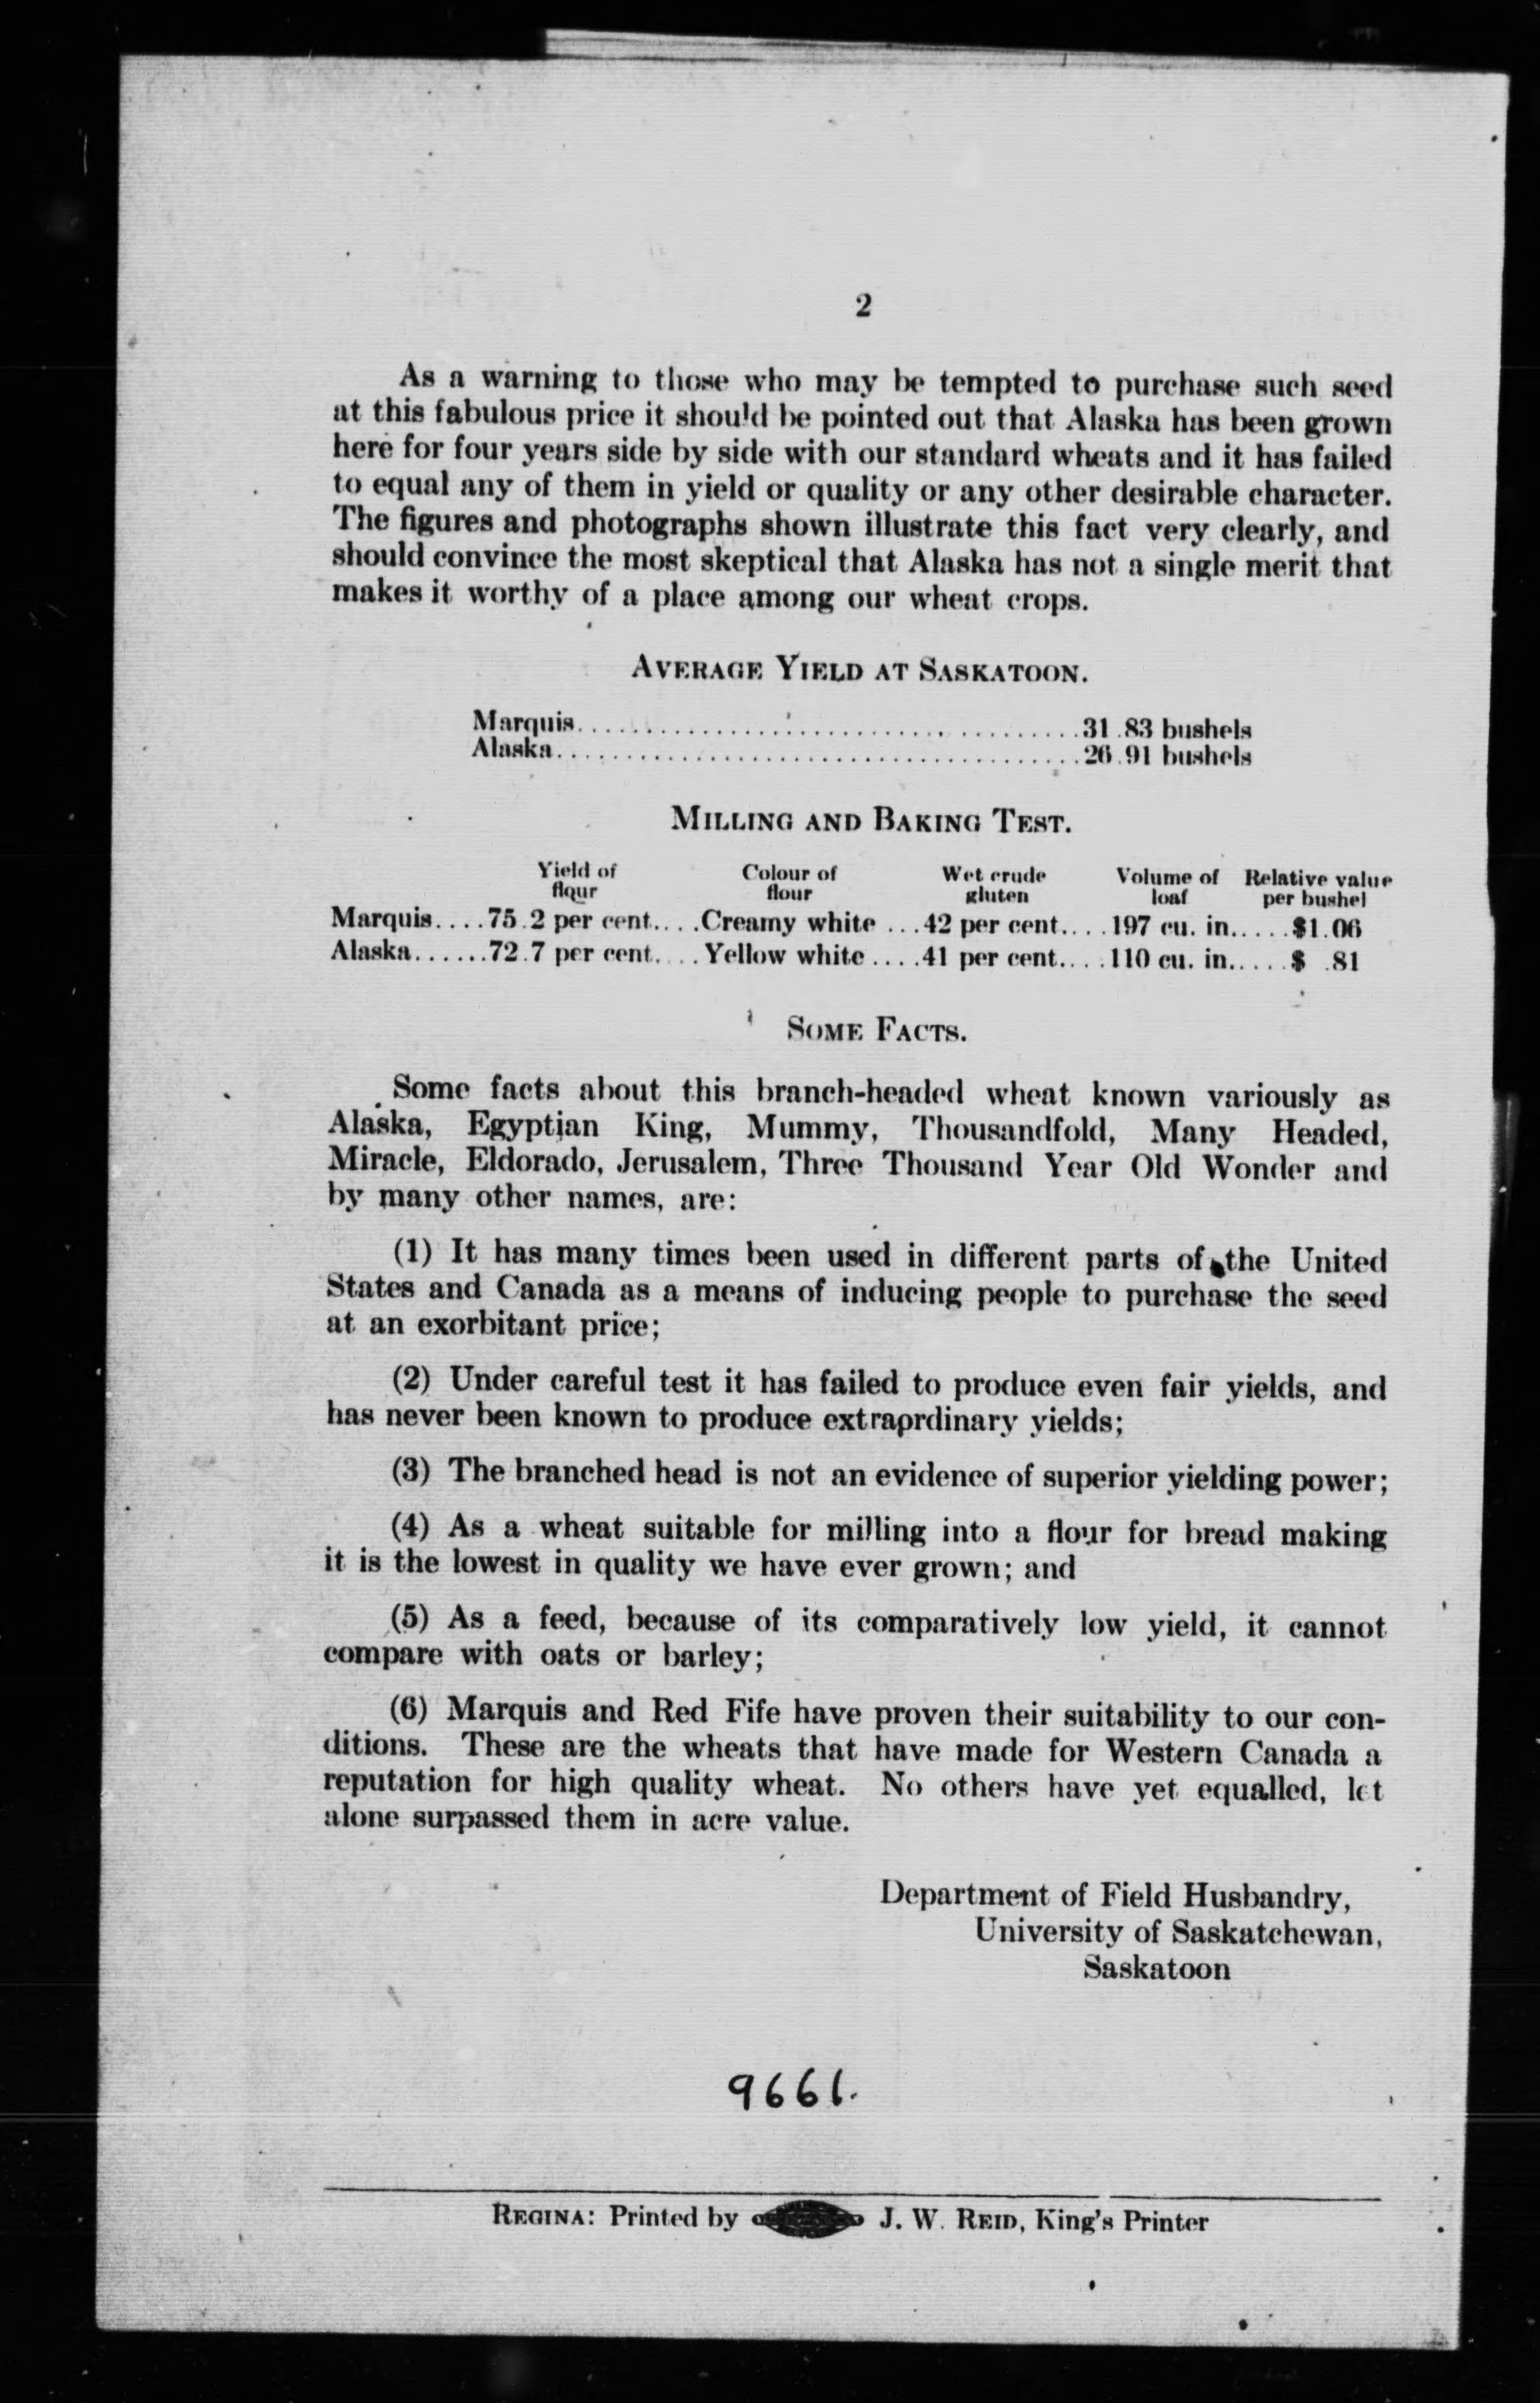 2
As a warning to those who may be tempted to purchase such seed
at this fabulous price it should be pointed out that Alaska has been grown
here for four years side by side with our standard wheats and it has failed
to equal any of them in yield or quality or any other desirable character.
The figures and photographs shown illustrate this fact very clearly, and
should convince the most skeptical that Alaska has not a single merit that
makes it worthy of a place among our wheat crops.
AVERAGE YIELD AT SASKATOON.
Marquis........................................31.83 bushels
Alaska.........................................26.91 bushels
MILLING AND BAKING TEST.
Yield of flour Colour of flour Wet crude gluten Volume of loaf Relative value per bushel
Marquis....75.2 per cent....Creamy white ...42 per cent....197 cu. in.....$1.06
Alaska......72.7 per cent....Yellow white ....41 per cent....110 cu. in.....$ .81
SOME FACTS.
Some facts about this branch-headed wheat known variously as
Alaska, Egyptian King, Mummy, Thousandfold, Many Headed,
Miracle, Eldorado, Jerusalem, Three Thousand Year Old Wonder and
by many other names, are:
(1) It has many times been used in different parts of the United
States and Canada as a means of inducing people to purchase the seed
at an exorbitant price;
(2) Under careful test it has failed to produce even fair yields, and
has never been known to produce extraordinary yields;
(3) The branched head is not an evidence of superior yielding power;
(4) As a wheat suitable for milling into a flour for bread making
it is the lowest in quality we have ever grown; and
(5) As a feed, because of its comparatively low yield, it cannot
compare with oats or barley;
(6) Marquis and Red Fife have proven their suitability to our con-
ditions. These are the wheats that have made for Western Canada a
reputation for high quality wheat. No others have yet equalled, let
alone surpassed them in acre value.
Department of Field Husbandry,
University of Saskatchewan,
Saskatoon
9661.
REGINA: Printed by J. W. REID, King's Printer